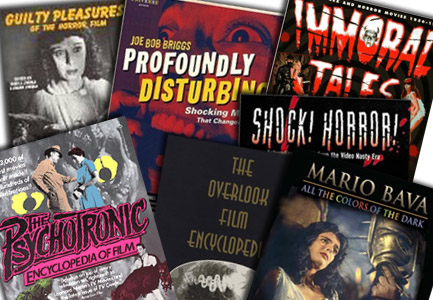 GUILTY PLEASURES
OF THE HORROR FILM
JOE BOB BRIGGS
PROFOUNDLY
DISTURBING
Shocking M
That Change
IMMORAL
TALES
SHOCK! HORROR!
the Video Nasty Era
THE
PSYCHOTRONIC
ENCYCLOPEDIA OF FILM
THE
OVERLOOK
FILM
ENCYCLOPED
MARIO BAVA
ALL THE COLORS OF THE DARK